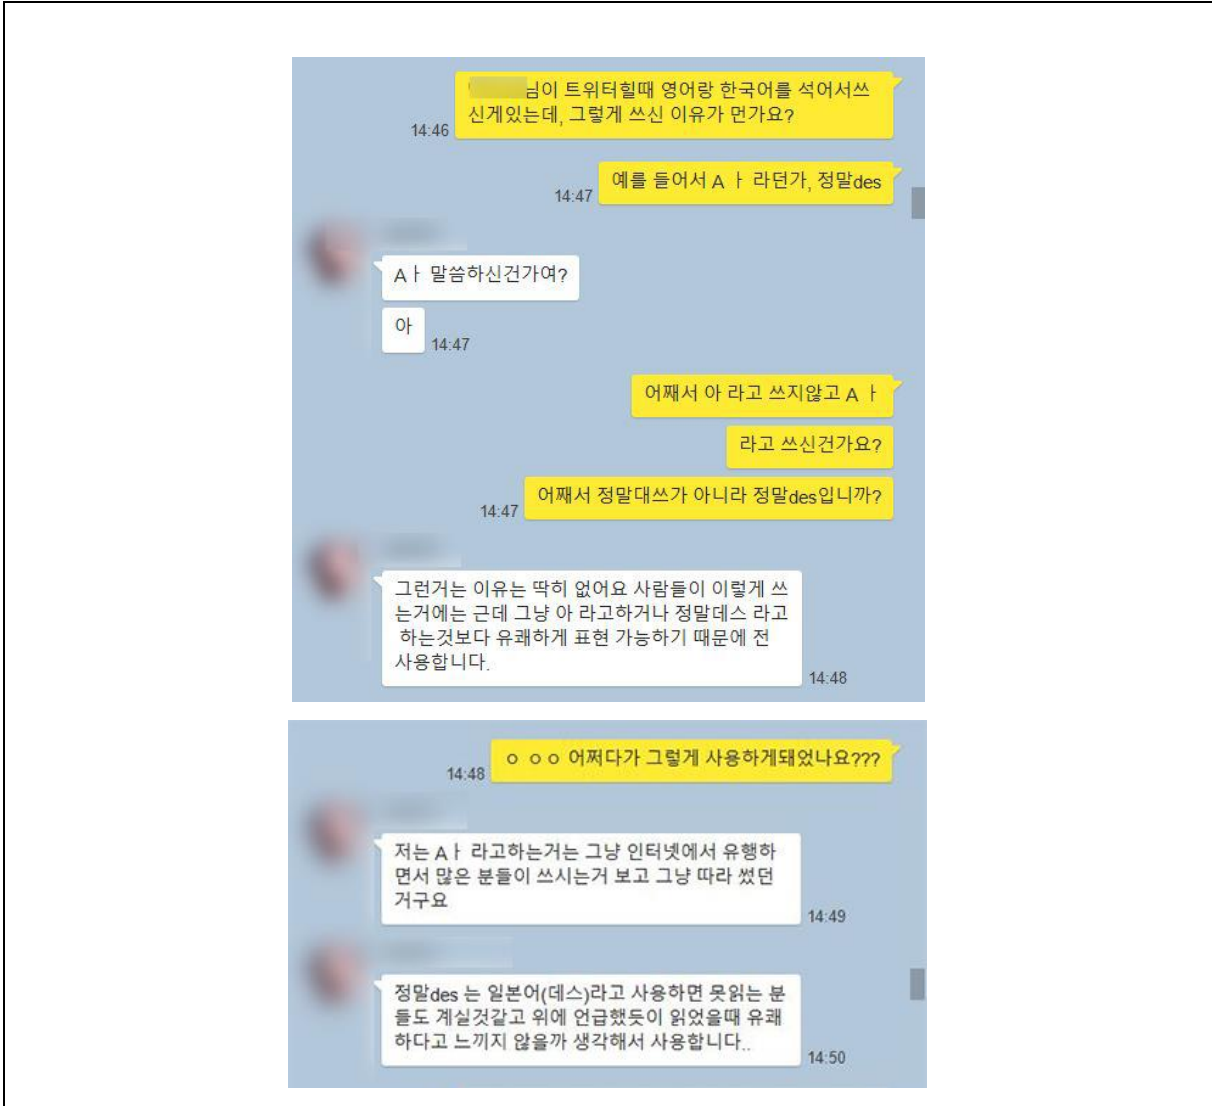 님이 트위터힐때 영어랑 한국어를 석어서쓰
신게있는데, 그렇게 쓰신 이유가 먼가요?
14:46
예를 들어서 A ㅏ 라던가, 정말des
14:47
Aㅏ 말씀하신건가여?
아
14:47
어째서 아 라고 쓰지않고 A ㅏ
라고 쓰신건가요?
어째서 정말대쓰가 아니라 정말des입니까?
14:47
그런거는 이유는 딱히 없어요 사람들이 이렇게 쓰
는거에는 근데 그냥 아 라고하거나 정말데스 라고
하는것보다 유쾌하게 표현 가능하기 때문에 전
사용합니다.
14:48
ㅇ ㅇㅇ 어쩌다가 그렇게 사용하게돼었나요???
14:48
저는 Aㅏ 라고하는거는 그냥 인터넷에서 유행하
면서 많은 분들이 쓰시는거 보고 그냥 따라 썼던
거구요
14:49
정말des 는 일본어(데스)라고 사용하면 못읽는 분
들도 계실것같고 위에 언급했듯이 읽었을때 유쾌
하다고 느끼지 않을까 생각해서 사용합니다..
14:50